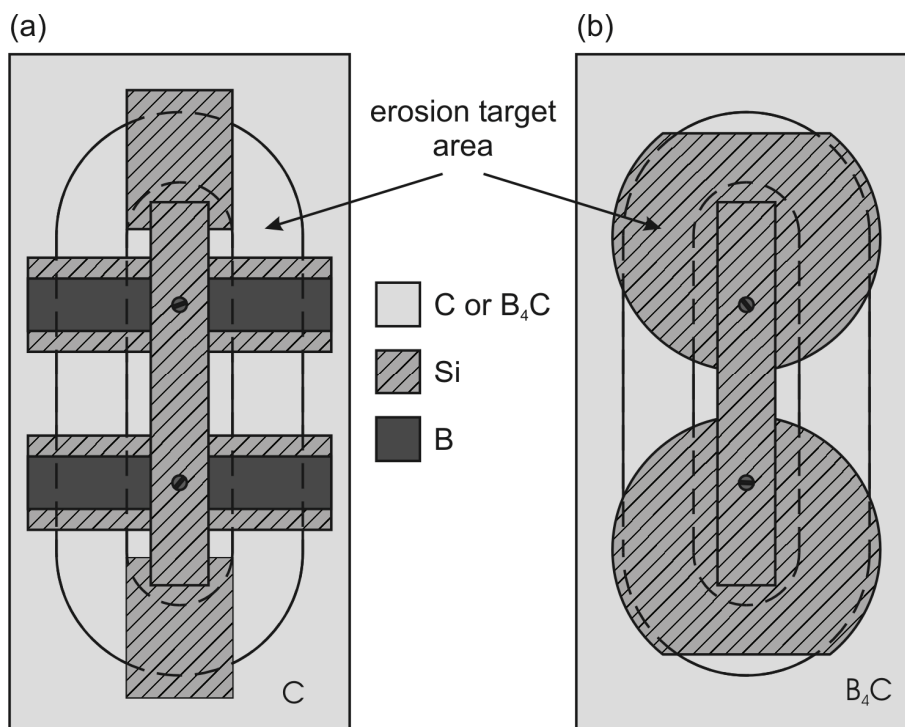 (a)
(b)
erosion target
area
C or B₄C
Si
B
C
B₄C